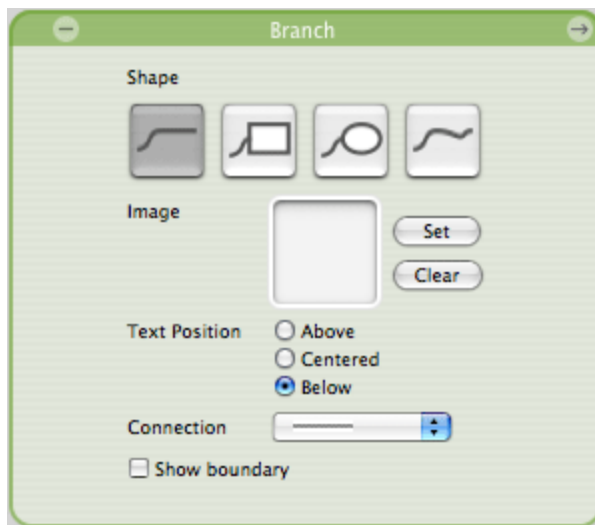 Branch
Shape
Image
Set
Clear
Text Position
Above
Centered
Below
Connection
Show boundary